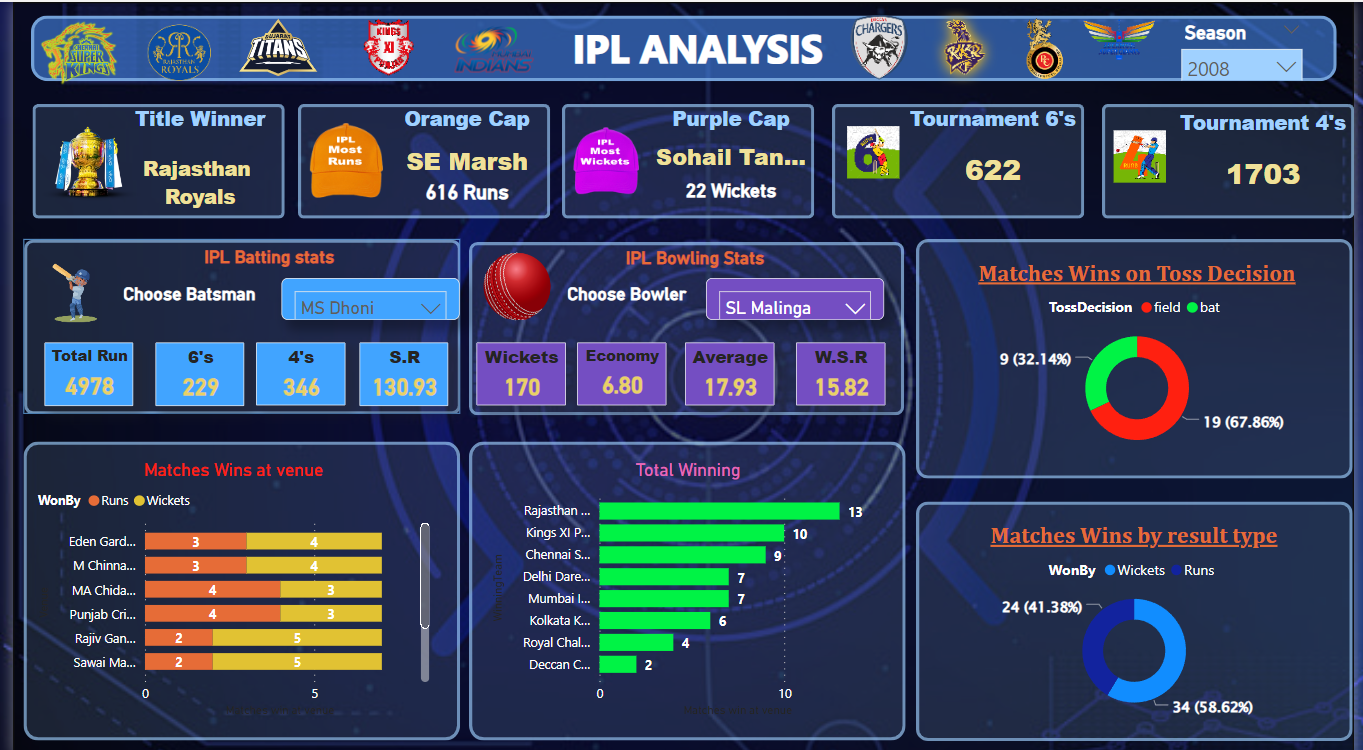 CHENNAI
SUPER
KINGS
RAJASTHAN
ROYALS
GUJARAT
TITANS
KINGS
XI
PUNJAB
INDIANS
IPL ANALYSIS
DECCAN
CHARGERS
KKR
Season
2008
Title Winner
Rajasthan
Royals
IPL
Most
Runs
Orange Cap
SE Marsh
616 Runs
IPL
Most
Wickets
Purple Cap
Sohail Tan...
22 Wickets
Tournament 6's
622
Tournament 4's
1703
IPL Batting stats
Choose Batsman
MS Dhoni
Total Run
4978
6's
229
4's
346
S.R
130.93
IPL Bowling Stats
Choose Bowler
SL Malinga
Wickets
170
Economy
6.80
Average
17.93
W.S.R
15.82
Matches Wins on Toss Decision
TossDecision field bat
9 (32.14%)
19 (67.86%)
Matches Wins at venue
WonBy Runs Wickets
Eden Gard... 3 4
M Chinna... 3 4
MA Chida... 4 3
Punjab Cri... 4 3
Rajiv Gan... 2 5
Sawai Ma... 2 5
0 5
Total Winning
WinningTeam
Rajasthan ... 13
Kings XI P... 10
Chennai S... 9
Delhi Dare... 7
Mumbai I... 7
Kolkata K... 6
Royal Chal... 4
Deccan C... 2
0 10
Matches Wins by result type
WonBy Wickets Runs
24 (41.38%)
34 (58.62%)